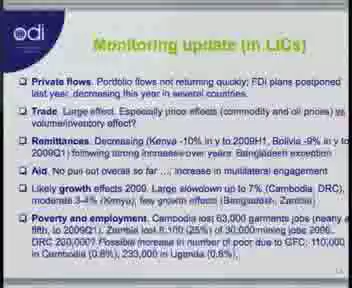 odi
Monitoring update (in LICs)
❑ Private flows. Portfolio flows not returning quickly; FDI plans postponed
last year, decreasing this year in several countries.
❑ Trade. Large effect. Especially price effects (commodity and oil prices) vs
volume/inventory effect?
❑ Remittances. Decreasing (Kenya -10% in y to 2009H1, Bolivia -9% in y to
2009Q1) following strong increases over years. Bangladesh exception
❑ Aid. No pull out overall so far …, increase in multilateral engagement
❑ Likely growth effects 2009. Large slowdown up to 7% (Cambodia, DRC),
moderate 3-4% (Kenya), few growth effects (Bangladesh, Zambia)
❑ Poverty and employment. Cambodia lost 63,000 garments jobs (nearly a
fifth, to 2009Q1). Zambia lost 8,100 (25%) of 30,000 mining jobs
DRC 200,000? Possible increase in number of poor due to GFC: 110,000
in Cambodia (0.8%), 233,000 in Uganda (0.8%),